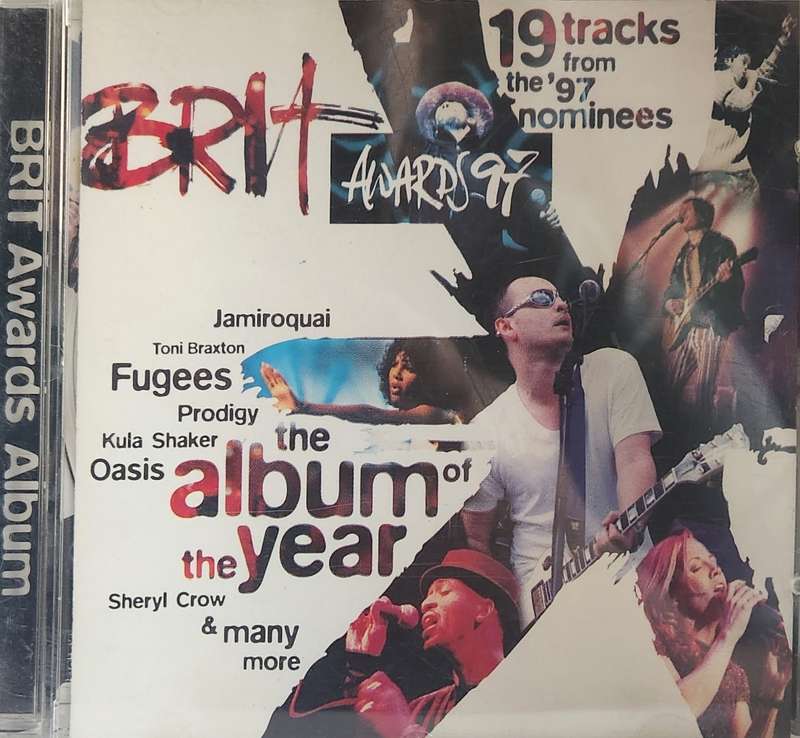 BRIT Awards Album
BRIT
AWARDS 97
19 tracks
from
the '97
nominees
Jamiroquai
Toni Braxton
Fugees
Prodigy
Kula Shaker
Oasis
the
album of
the year
Sheryl Crow
& many
more